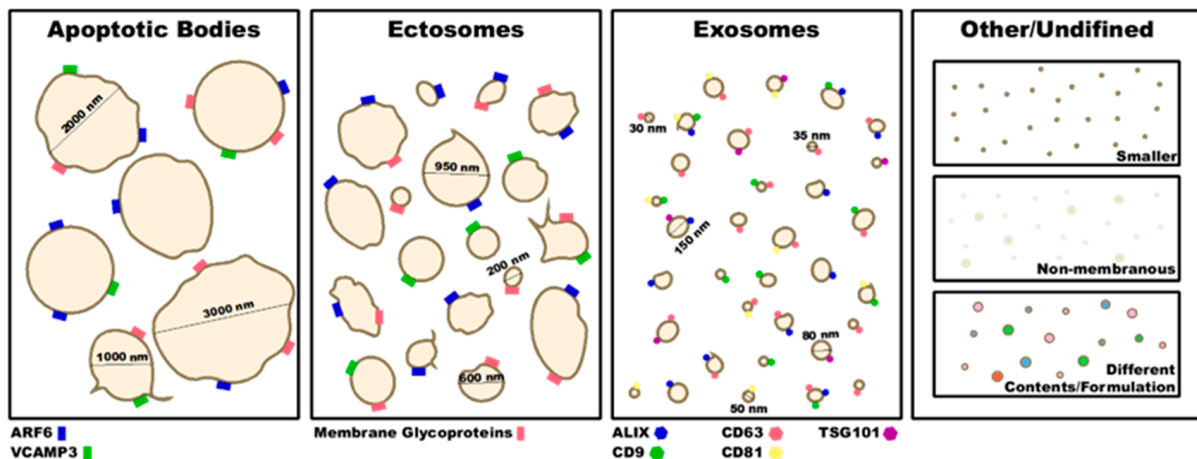 Apoptotic Bodies
2000 nm
3000 nm
1000 nm
Ectosomes
950 nm
200 nm
600 nm
Exosomes
30 nm
35 nm
150 nm
80 nm
50 nm
Other/Undifined
Smaller
Non-membranous
Different
Contents/Formulation
ARF6
VCAMP3
Membrane Glycoproteins
ALIX
CD63
TSG101
CD9
CD81